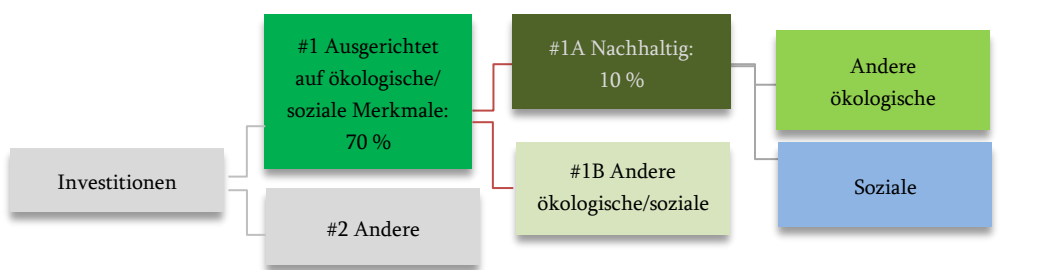 Investitionen
#1 Ausgerichtet
auf ökologische/
soziale Merkmale:
70 %
#2 Andere
#1A Nachhaltig:
10 %
#1B Andere
ökologische/soziale
Andere
ökologische
Soziale